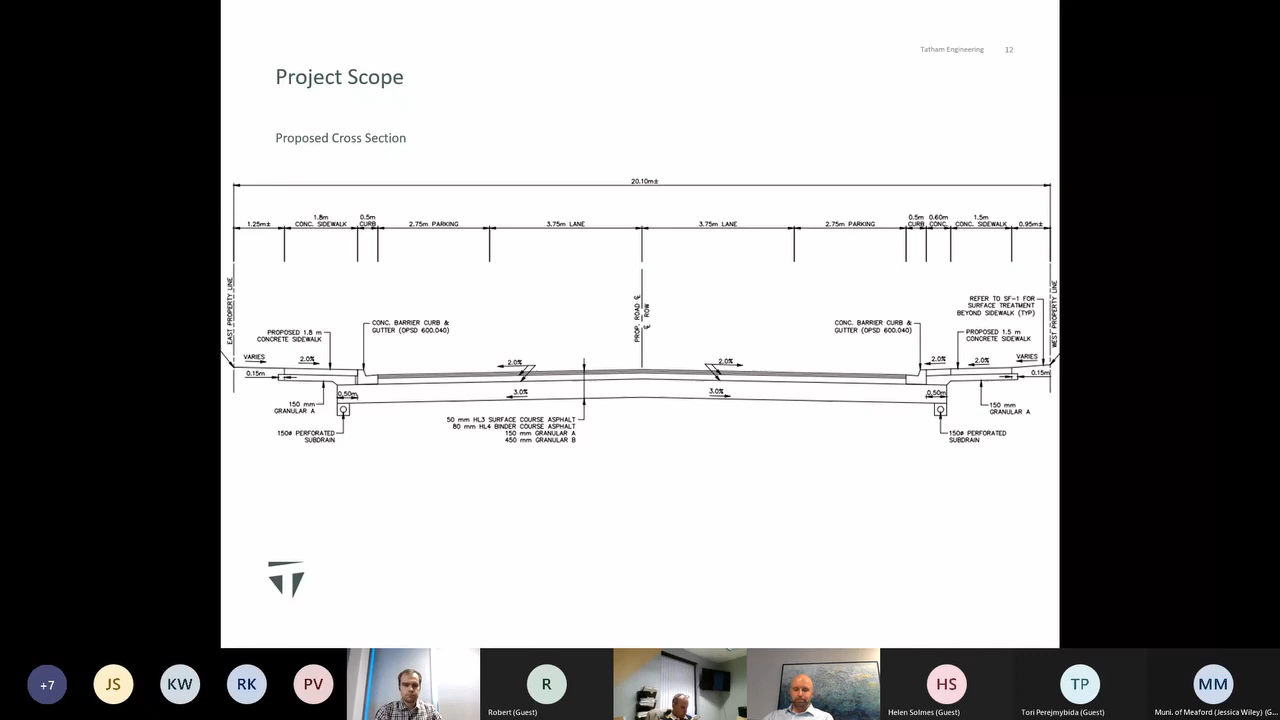 Tatham Engineering 12
Project Scope
Proposed Cross Section
20.10m±
1.25m±
1.8m
CONC. SIDEWALK
0.5m
CURB
2.75m PARKING
3.75m LANE
3.75m LANE
2.75m PARKING
0.5m
CURB
0.60m
CONC.
1.5m
CONC. SIDEWALK
0.95m±
EAST PROPERTY LINE
PROP. ROAD ℄
℄ ROW
WEST PROPERTY LINE
REFER TO SF-1 FOR
SURFACE TREATMENT
BEYOND SIDEWALK (TYP)
PROPOSED 1.8 m
CONCRETE SIDEWALK
CONC. BARRIER CURB &
GUTTER (OPSD 600.040)
CONC. BARRIER CURB &
GUTTER (OPSD 600.040)
PROPOSED 1.5 m
CONCRETE SIDEWALK
VARIES
2.0%
2.0%
2.0%
2.0%
2.0%
VARIES
0.15m
0.50m
3.0%
3.0%
0.50m
0.15m
150 mm
GRANULAR A
50 mm HL3 SURFACE COURSE ASPHALT
80 mm HL4 BINDER COURSE ASPHALT
150 mm GRANULAR A
450 mm GRANULAR B
150 mm
GRANULAR A
150ø PERFORATED
SUBDRAIN
150ø PERFORATED
SUBDRAIN
+7
JS
KW
RK
PV
R
Robert (Guest)
HS
Helen Solmes (Guest)
TP
Tori Perejmybida (Guest)
MM
Muni. of Meaford (Jessica Wiley) (G...